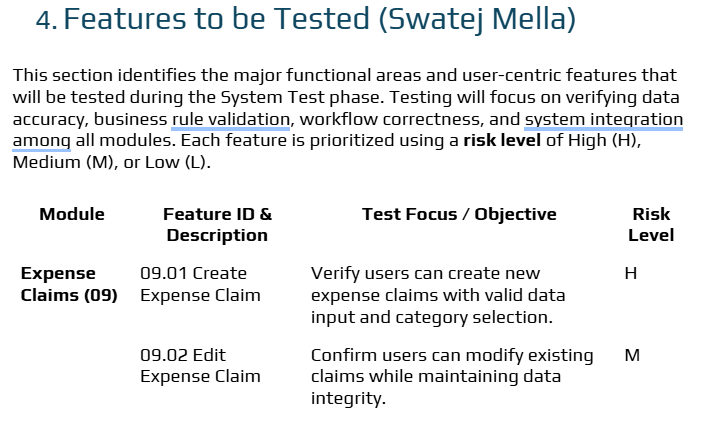 4. Features to be Tested (Swatej Mella)
This section identifies the major functional areas and user-centric features that
will be tested during the System Test phase. Testing will focus on verifying data
accuracy, business rule validation, workflow correctness, and system integration
among all modules. Each feature is prioritized using a risk level of High (H),
Medium (M), or Low (L).
Module Feature ID & Description Test Focus / Objective Risk Level
Expense Claims (09)
09.01 Create
Expense Claim
Verify users can create new
expense claims with valid data
input and category selection.
H
09.02 Edit
Expense Claim
Confirm users can modify existing
claims while maintaining data
integrity.
M